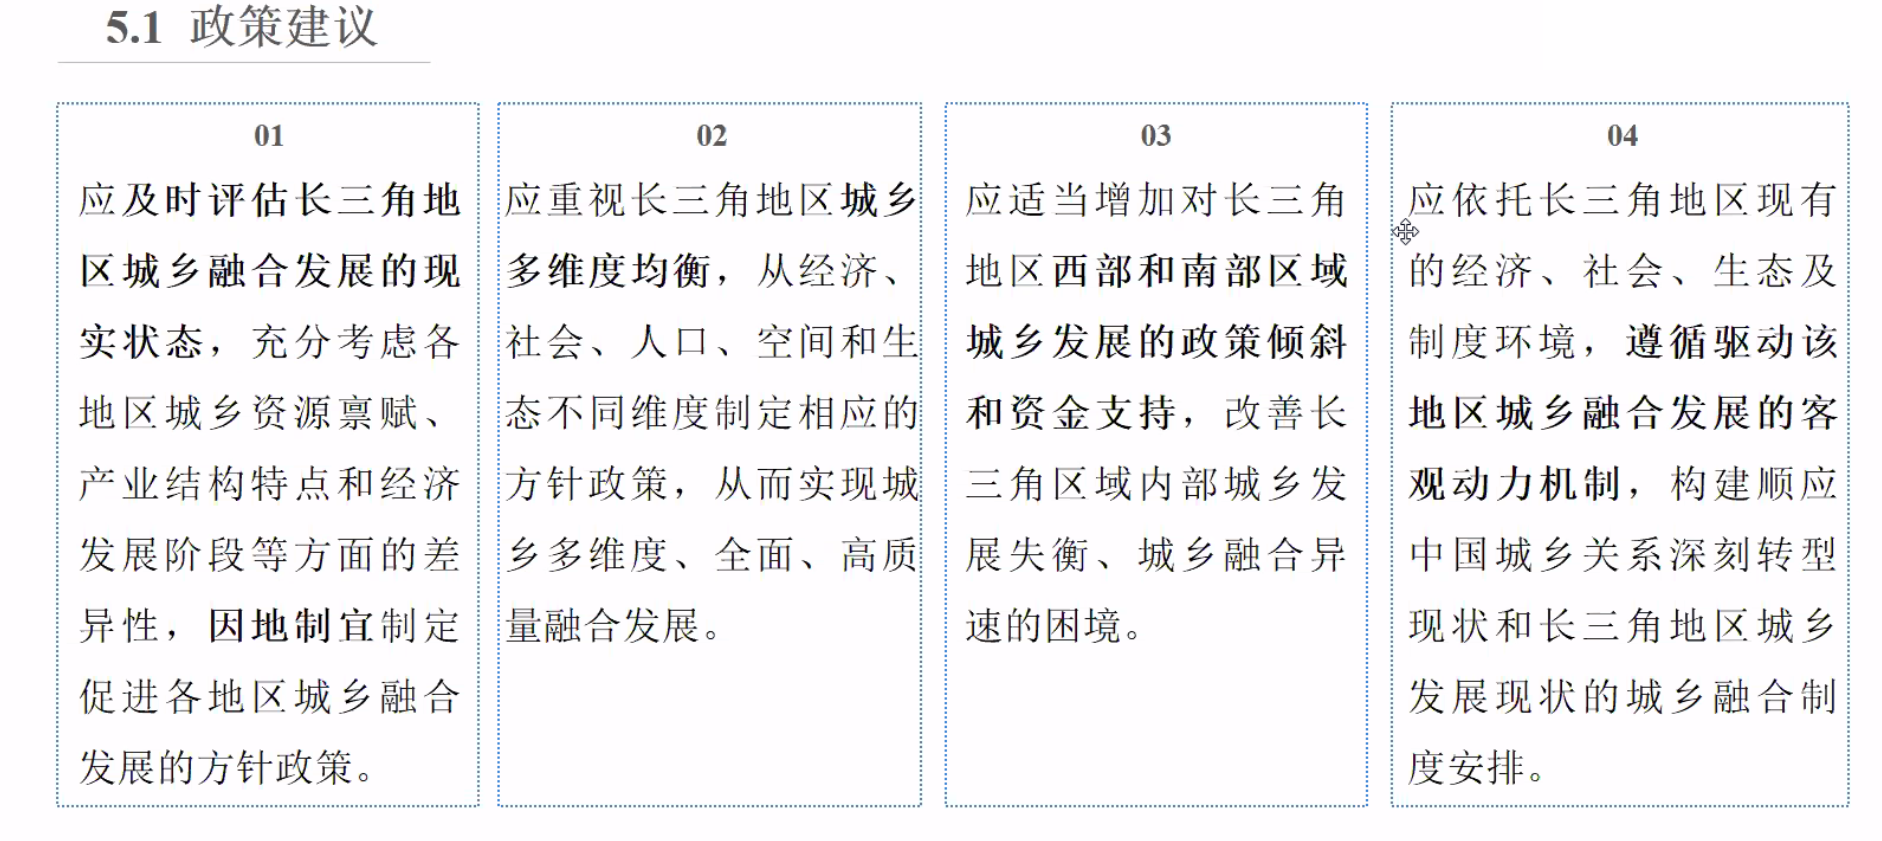 5.1 政策建议
01
应及时评估长三角地
区城乡融合发展的现
实状态，充分考虑各
地区城乡资源禀赋、
产业结构特点和经济
发展阶段等方面的差
异性，因地制宜制定
促进各地区城乡融合
发展的方针政策。
02
应重视长三角地区城乡
多维度均衡，从经济、
社会、人口、空间和生
态不同维度制定相应的
方针政策，从而实现城
乡多维度、全面、高质
量融合发展。
03
应适当增加对长三角
地区西部和南部区域
城乡发展的政策倾斜
和资金支持，改善长
三角区域内部城乡发
展失衡、城乡融合异
速的困境。
04
应依托长三角地区现有
的经济、社会、生态及
制度环境，遵循驱动该
地区城乡融合发展的客
观动力机制，构建顺应
中国城乡关系深刻转型
现状和长三角地区城乡
发展现状的城乡融合制
度安排。